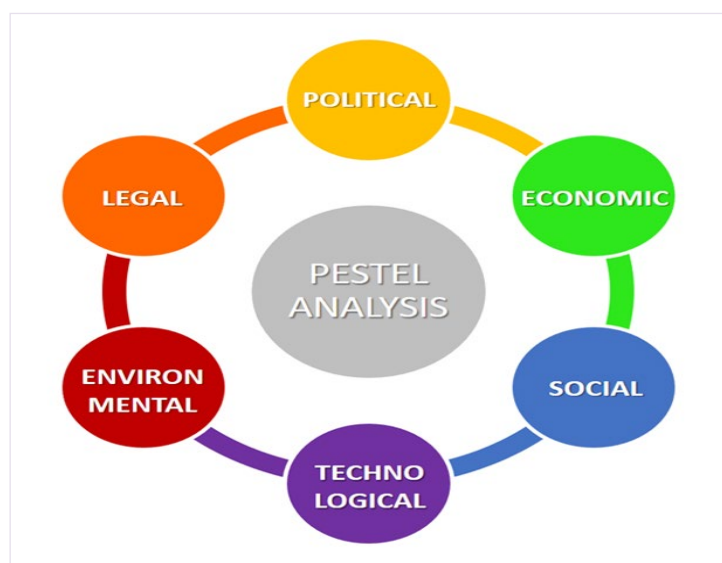 POLITICAL
ECONOMIC
SOCIAL
TECHNO
LOGICAL
ENVIRON
MENTAL
LEGAL
PESTEL
ANALYSIS